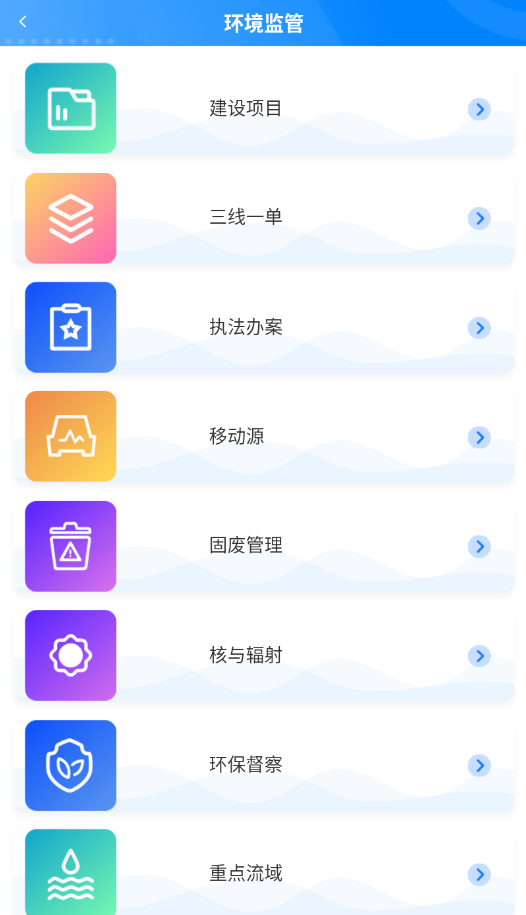 环境监管
建设项目
三线一单
执法办案
移动源
固废管理
核与辐射
环保督察
重点流域